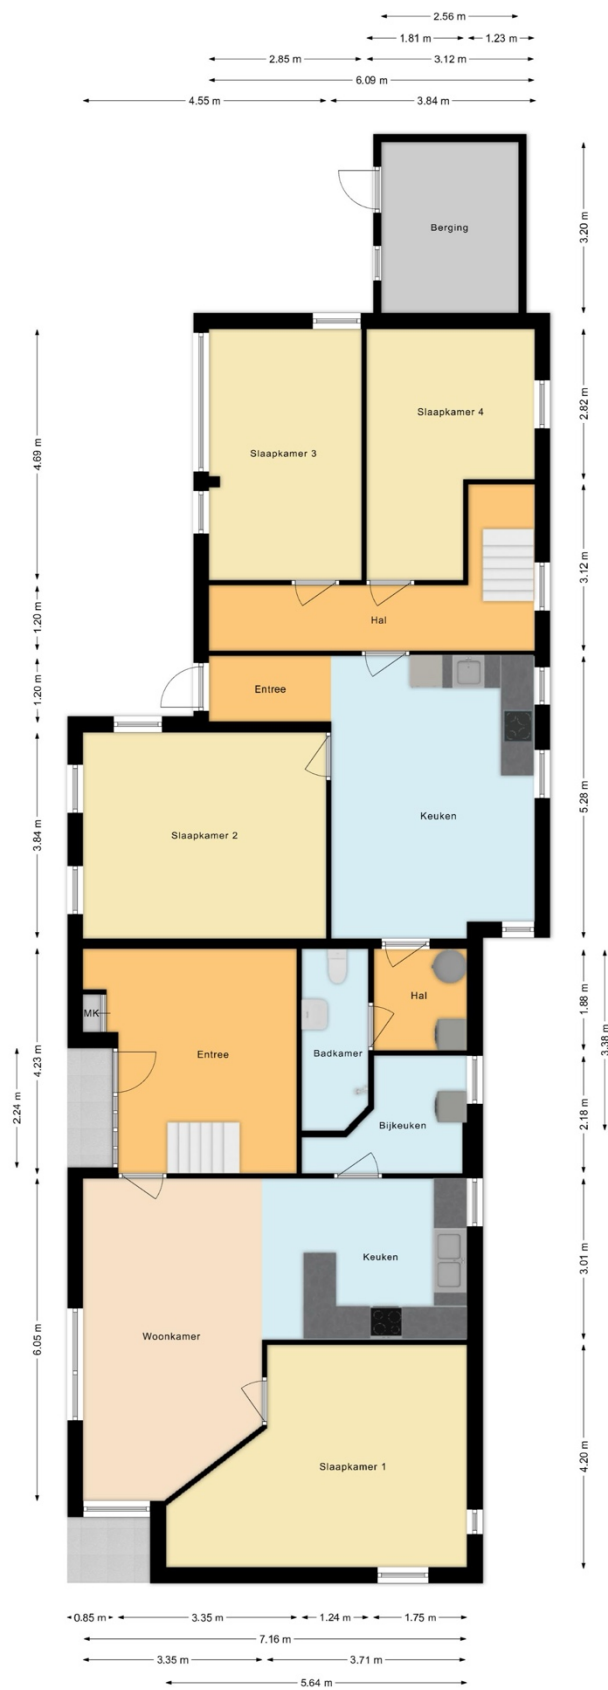 2.56 m
1.81 m 1.23 m
2.85 m 3.12 m
6.09 m
4.55 m 3.84 m
Berging
3.20 m
Slaapkamer 4
2.82 m
Slaapkamer 3
4.69 m
3.12 m
Hal
1.20 m
Entree
1.20 m
Keuken
5.28 m
Slaapkamer 2
3.84 m
Hal
1.88 m
MK
Entree
Badkamer
4.23 m
3.38 m
2.24 m
Bijkeuken
2.18 m
Keuken
3.01 m
Woonkamer
6.05 m
Slaapkamer 1
4.20 m
0.85 m 3.35 m 1.24 m 1.75 m
7.16 m
3.35 m 3.71 m
5.64 m